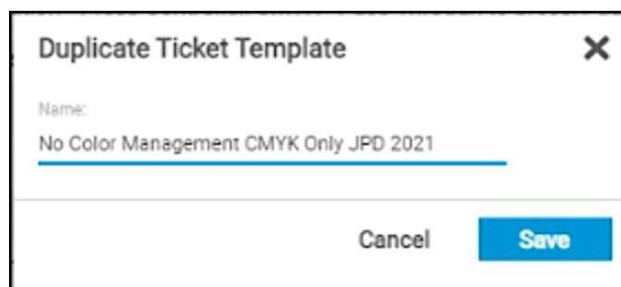 Duplicate Ticket Template
Name:
No Color Management CMYK Only JPD 2021
Cancel
Save